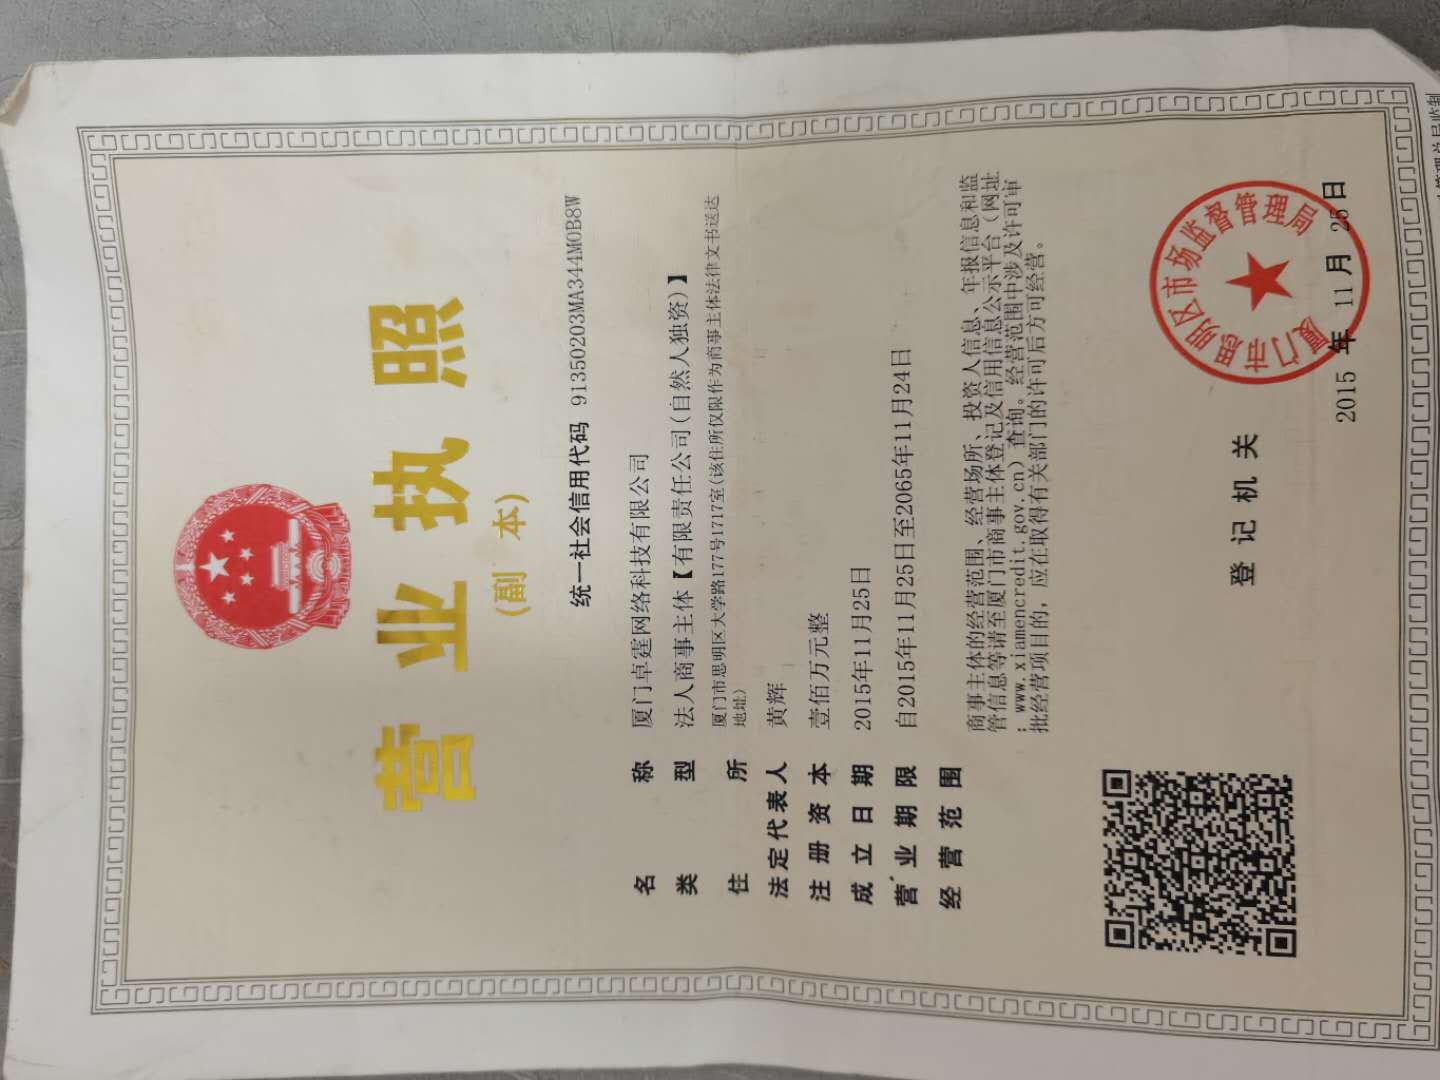 营业执照
(副 本)
统一社会信用代码 91350203MA344M0B8W
名 称 厦门卓霆网络科技有限公司
类 型 法人商事主体【有限责任公司(自然人独资)】
住 所 厦门市思明区大学路177号1717室(该住所仅限作为商事主体法律文书送达
地址)
法定代表人 黄辉
注 册 资 本 壹佰万元整
成 立 日 期 2015年11月25日
营 业 期 限 自2015年11月25日至2065年11月24日
经 营 范 围 商事主体的经营范围、经营场所、投资人信息、年报信息和监
管信息等请至厦门市商事主体登记及信用信息公示平台（网址
：www.xiamencredit.gov.cn）查询。经营范围中涉及许可审
批经营项目的，应在取得有关部门的许可后方可经营。
登 记 机 关
厦门市思明区市场监督管理局
2015 年 11 月 25 日